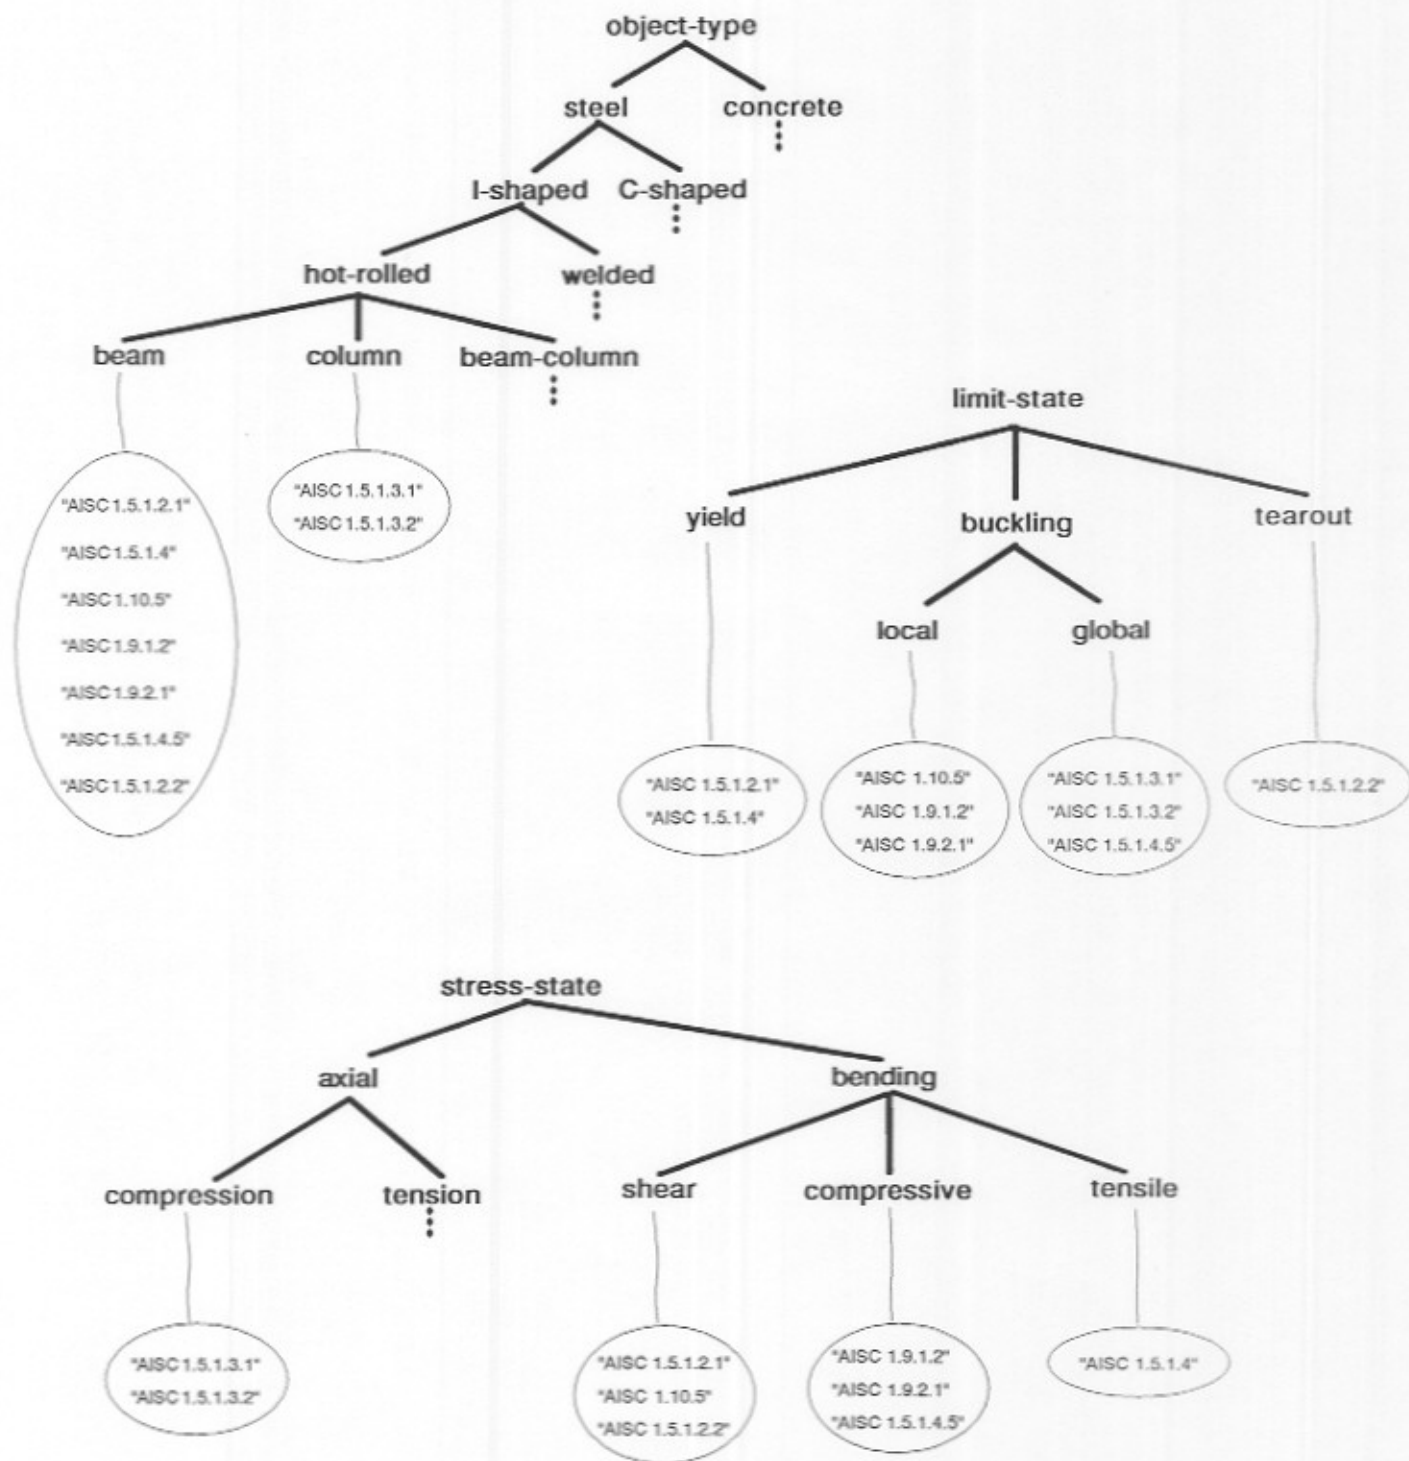 object-type
steel
concrete
I-shaped
C-shaped
hot-rolled
welded
beam
column
beam-column
"AISC 1.5.1.2.1"
"AISC 1.5.1.4"
"AISC 1.10.5"
"AISC 1.9.1.2"
"AISC 1.9.2.1"
"AISC 1.5.1.4.5"
"AISC 1.5.1.2.2"
"AISC 1.5.1.3.1"
"AISC 1.5.1.3.2"
limit-state
yield
buckling
tearout
local
global
"AISC 1.5.1.2.1"
"AISC 1.5.1.4"
"AISC 1.10.5"
"AISC 1.9.1.2"
"AISC 1.9.2.1"
"AISC 1.5.1.3.1"
"AISC 1.5.1.3.2"
"AISC 1.5.1.4.5"
"AISC 1.5.1.2.2"
stress-state
axial
bending
compression
tension
shear
compressive
tensile
"AISC 1.5.1.3.1"
"AISC 1.5.1.3.2"
"AISC 1.5.1.2.1"
"AISC 1.10.5"
"AISC 1.5.1.2.2"
"AISC 1.9.1.2"
"AISC 1.9.2.1"
"AISC 1.5.1.4.5"
"AISC 1.5.1.4"